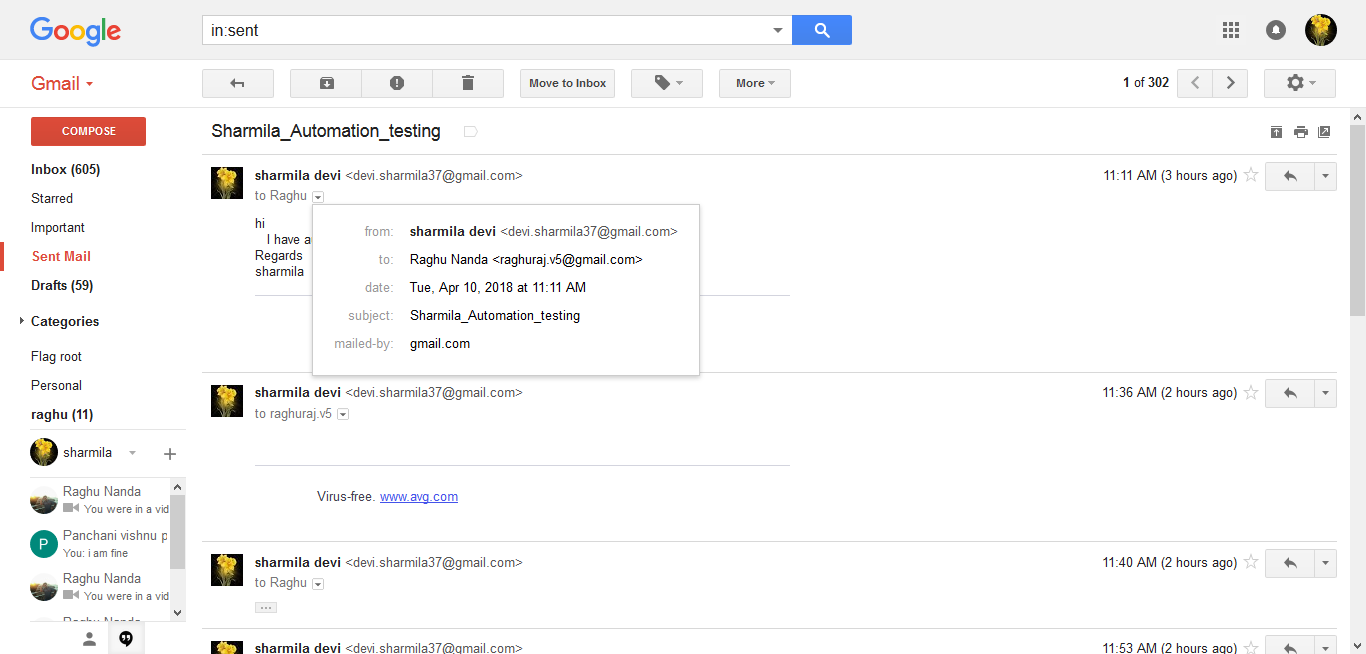 Google
in:sent
Gmail
Move to Inbox
More
1 of 302
COMPOSE
Inbox (605)
Starred
Important
Sent Mail
Drafts (59)
Categories
Flag root
Personal
raghu (11)
sharmila
Raghu Nanda
You were in a vid
P
Panchani vishnu p
You: i am fine
Raghu Nanda
You were in a vid
Raghu Nanda
Sharmila_Automation_testing
sharmila devi <devi.sharmila37@gmail.com>
11:11 AM (3 hours ago)
to Raghu
hi
I have a
Regards
sharmila
from: sharmila devi <devi.sharmila37@gmail.com>
to: Raghu Nanda <raghuraj.v5@gmail.com>
date: Tue, Apr 10, 2018 at 11:11 AM
subject: Sharmila_Automation_testing
mailed-by: gmail.com
sharmila devi <devi.sharmila37@gmail.com>
11:36 AM (2 hours ago)
to raghuraj.v5
Virus-free. www.avg.com
sharmila devi <devi.sharmila37@gmail.com>
11:40 AM (2 hours ago)
to Raghu
sharmila devi <devi.sharmila37@gmail.com>
11:53 AM (2 hours ago)